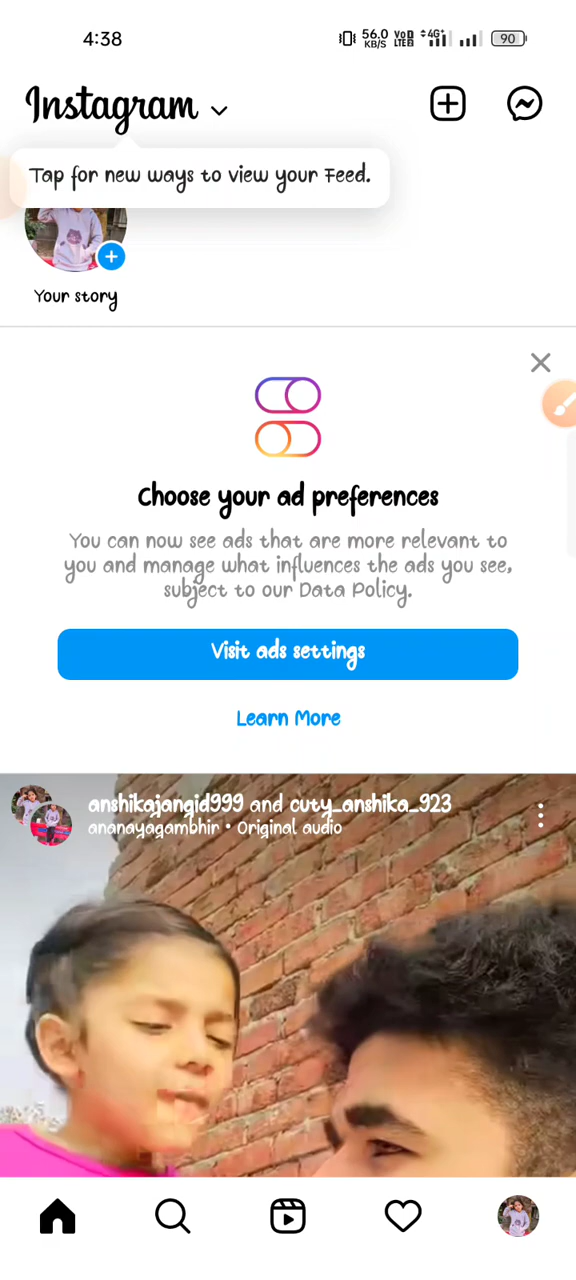 4:38
56.0 KB/S
Vo LTE 2
4G
90
Instagram
Tap for new ways to view your Feed.
Your story
Choose your ad preferences
You can now see ads that are more relevant to
you and manage what influences the ads you see,
subject to our Data Policy.
Visit ads settings
Learn More
anshikajangid999 and cuty_anshika_923
ananayagambhir • Original audio